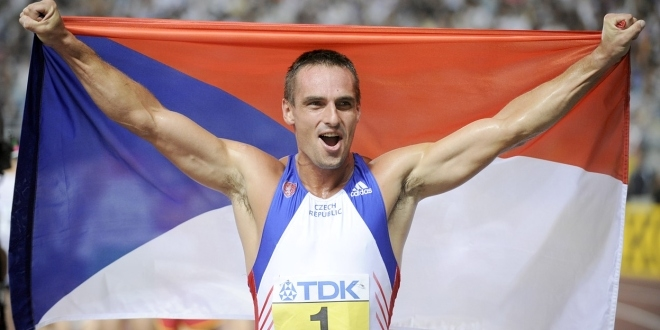 adidas
CZECH
REPUBLIC
TDK
1